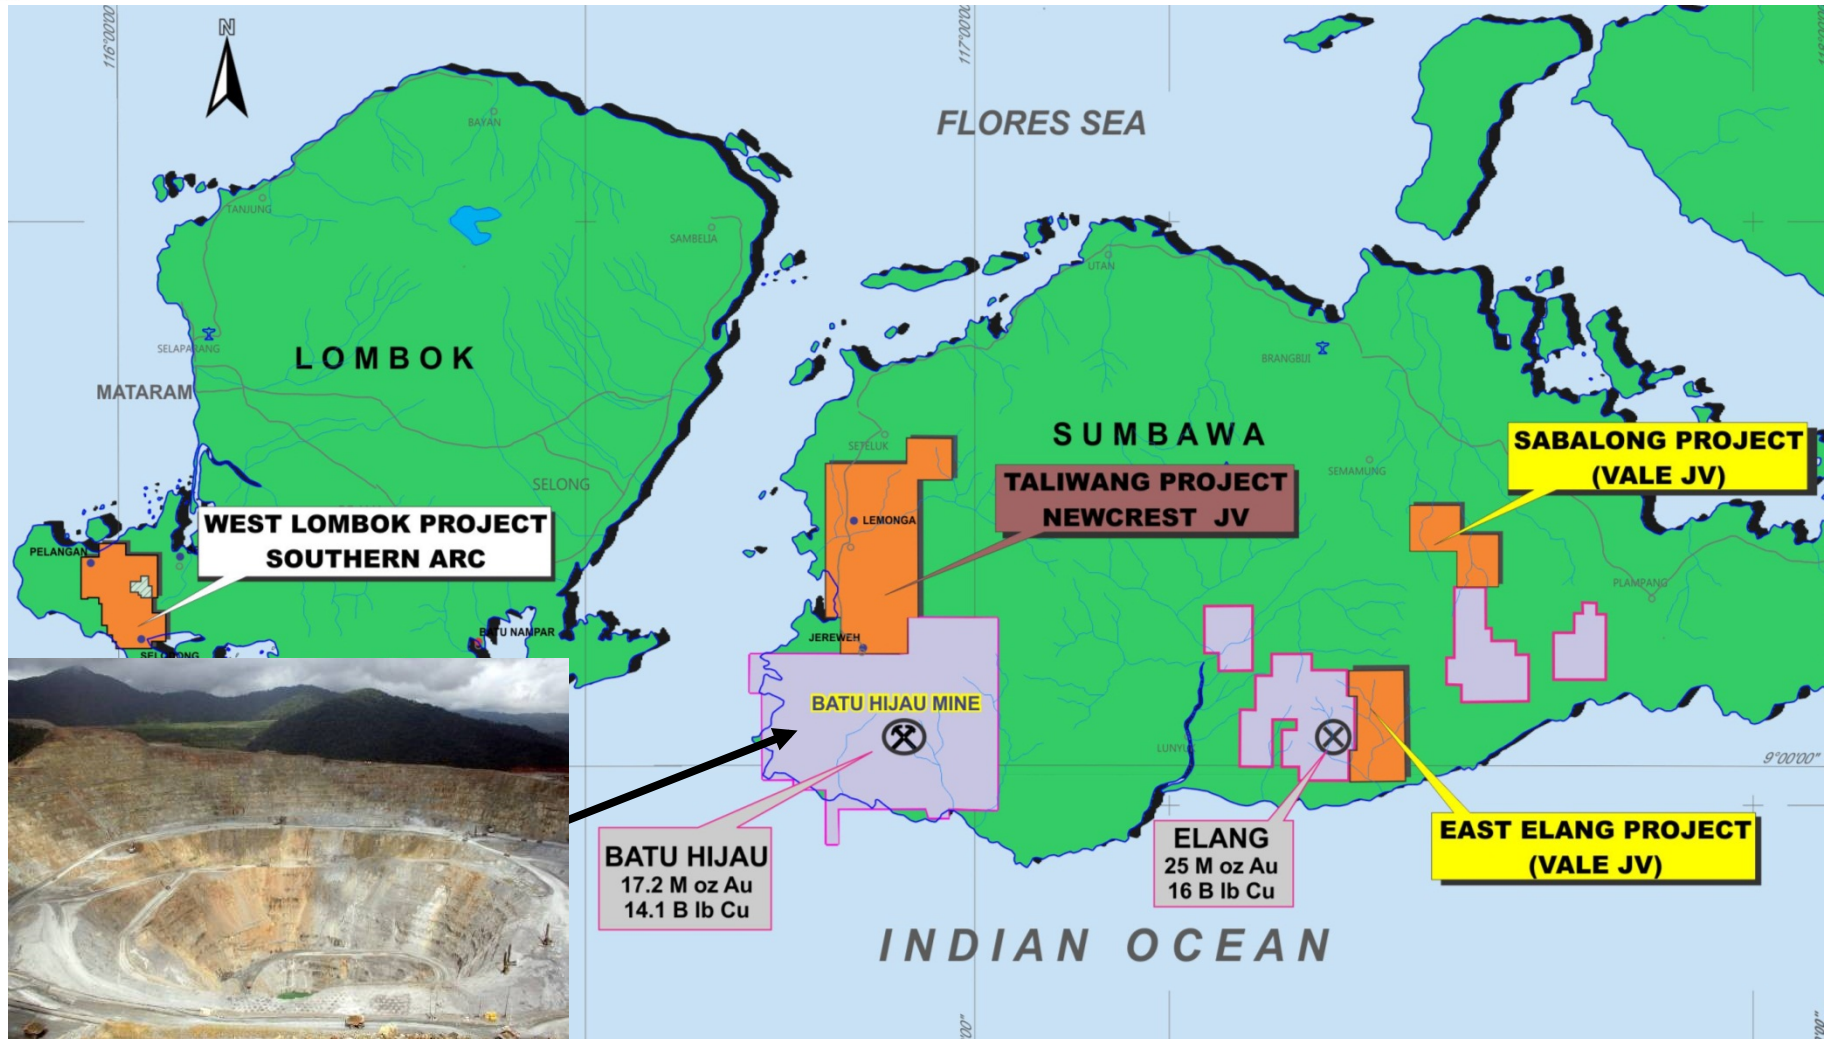 116°00'00"
117°00'00"
N
FLORES SEA
BAYAN
TANJUNG
SAMBELIA
UTAN
SELAPARANG
LOMBOK
BRANGBIJI
MATARAM
SUMBAWA
SETELUK
SABALONG PROJECT
(VALE JV)
SEMAMUNG
SELONG
TALIWANG PROJECT
NEWCREST JV
WEST LOMBOK PROJECT
SOUTHERN ARC
LEMONGA
PELANGAN
PLAMPANG
BATU NAMPAR
JEREWEH
BATU HIJAU MINE
LUNYUK
9°00'00"
BATU HIJAU
17.2 M oz Au
14.1 B lb Cu
ELANG
25 M oz Au
16 B lb Cu
EAST ELANG PROJECT
(VALE JV)
INDIAN OCEAN